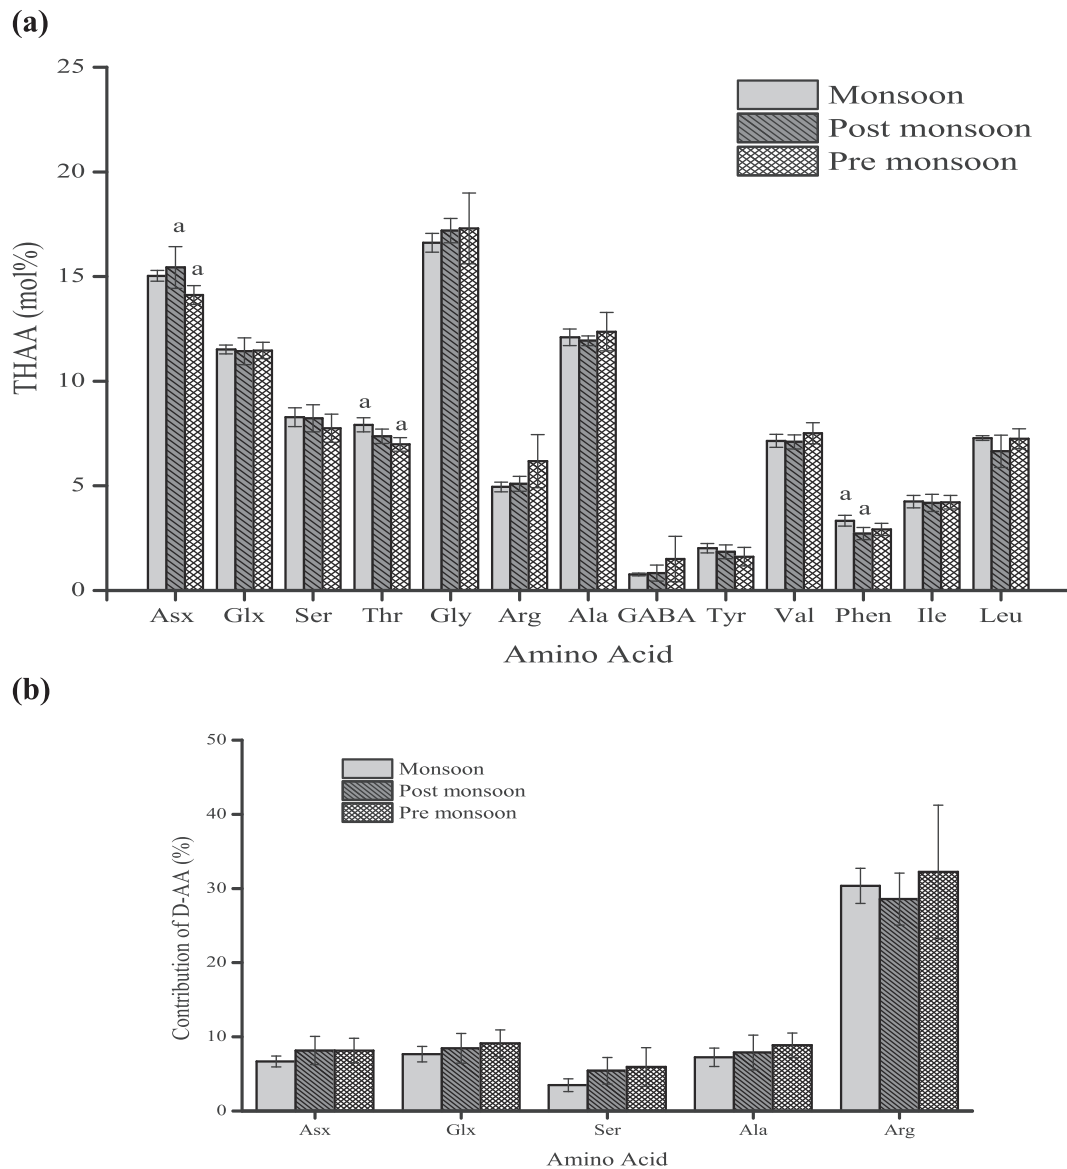 (a)
25
20
15
10
5
0
THAA (mol%)
Monsoon
Post monsoon
Pre monsoon
a
a
a
a
a
a
Asx Glx Ser Thr Gly Arg Ala GABA Tyr Val Phen Ile Leu
Amino Acid
(b)
50
40
30
20
10
0
Contribution of D-AA (%)
Monsoon
Post monsoon
Pre monsoon
Asx Glx Ser Ala Arg
Amino Acid